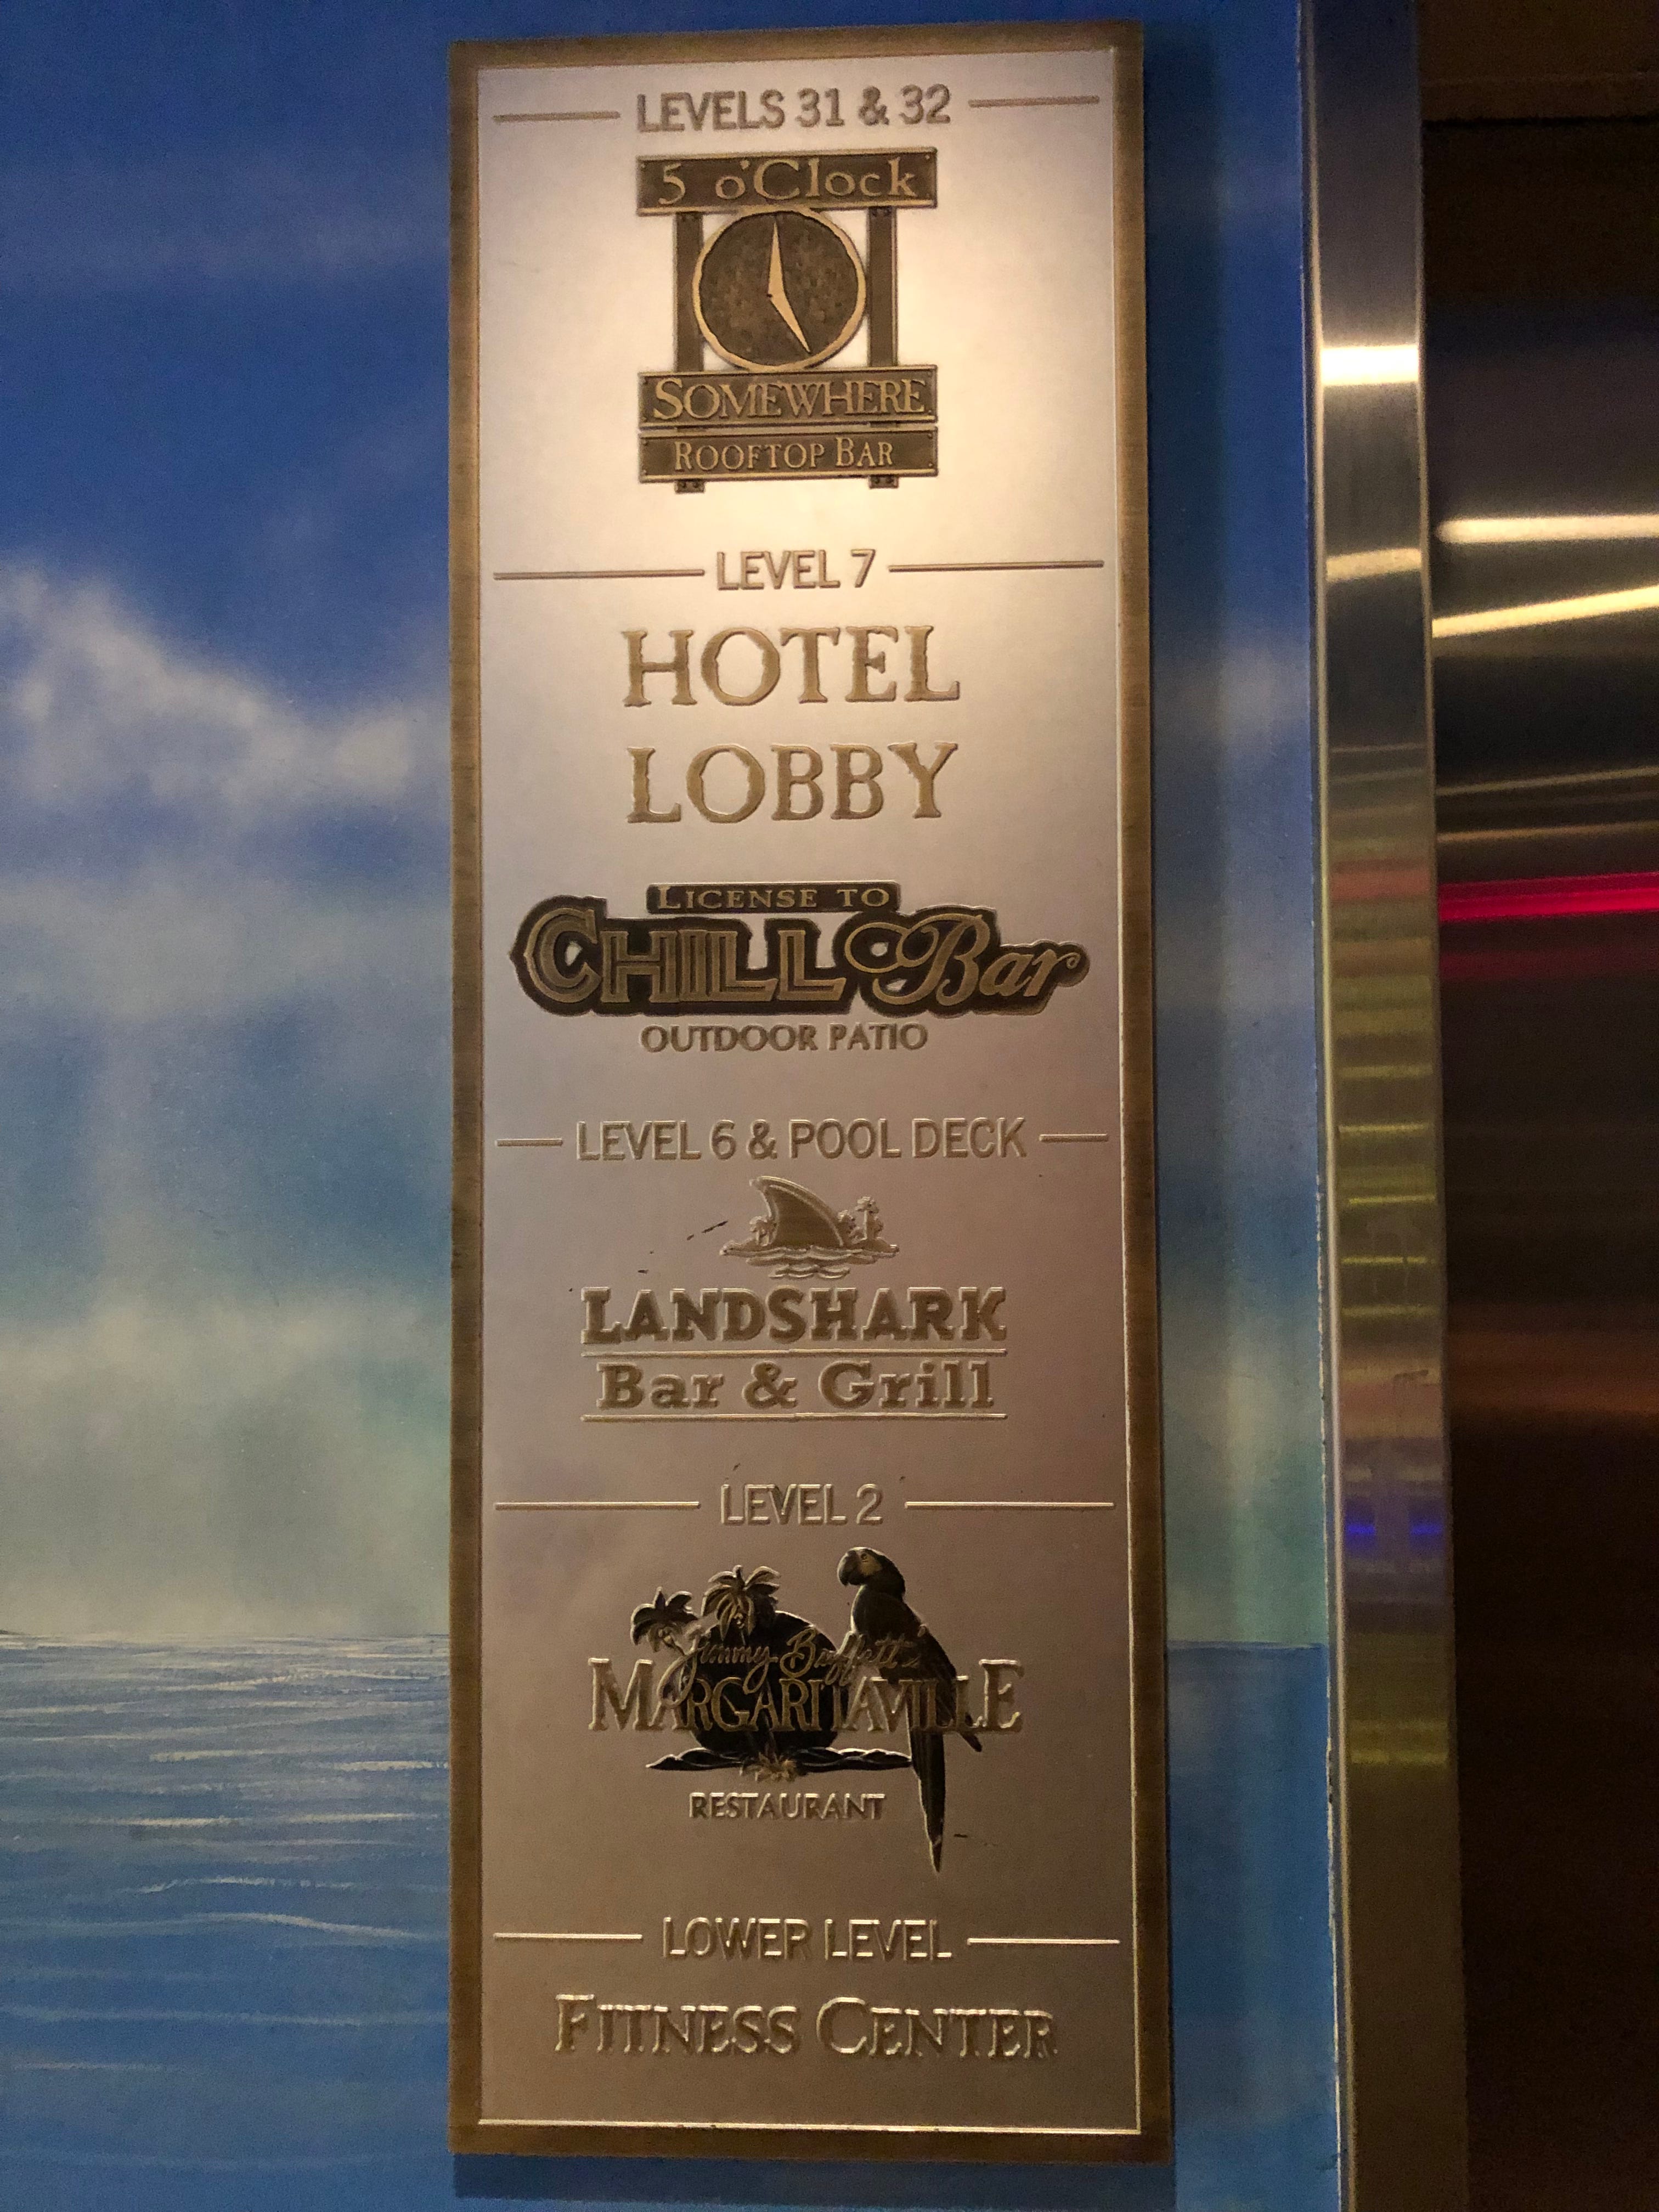 LEVELS 31 & 32
5 o'Clock
SOMEWHERE
ROOFTOP BAR
LEVEL 7
HOTEL
LOBBY
LICENSE TO
CHILL Bar
OUTDOOR PATIO
LEVEL 6 & POOL DECK
LANDSHARK
Bar & Grill
LEVEL 2
Jimmy Buffett's
MARGARITAVILLE
RESTAURANT
LOWER LEVEL
FITNESS CENTER